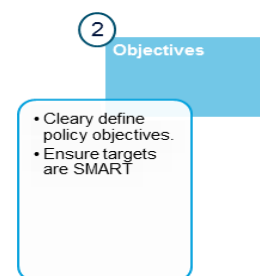 2
Objectives
• Cleary define
policy objectives.
• Ensure targets
are SMART